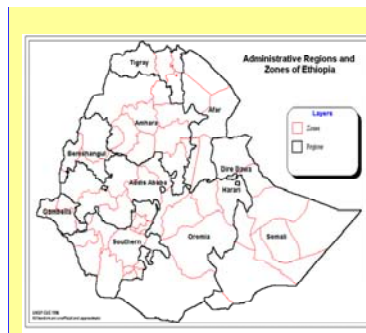 Administrative Regions and
Zones of Ethiopia
Tigray
Afar
Amhara
Layers
Zones
Regions
Benishangul
Dire Dawa
Harari
Addis Ababa
Gambella
Oromia
Somali
Southern